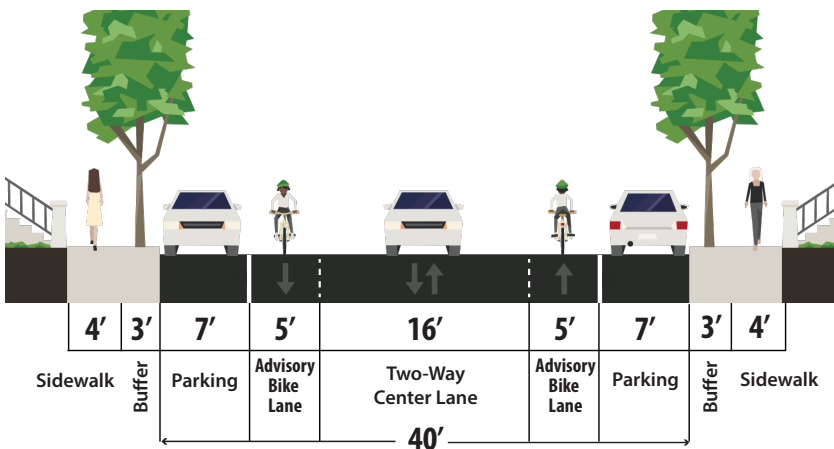 4’ 3’ 7’ 5’ 16’ 5’ 7’ 3’ 4’
Sidewalk
Buffer
Parking
Advisory
Bike
Lane
Two-Way
Center Lane
Advisory
Bike
Lane
Parking
Buffer
Sidewalk
40’